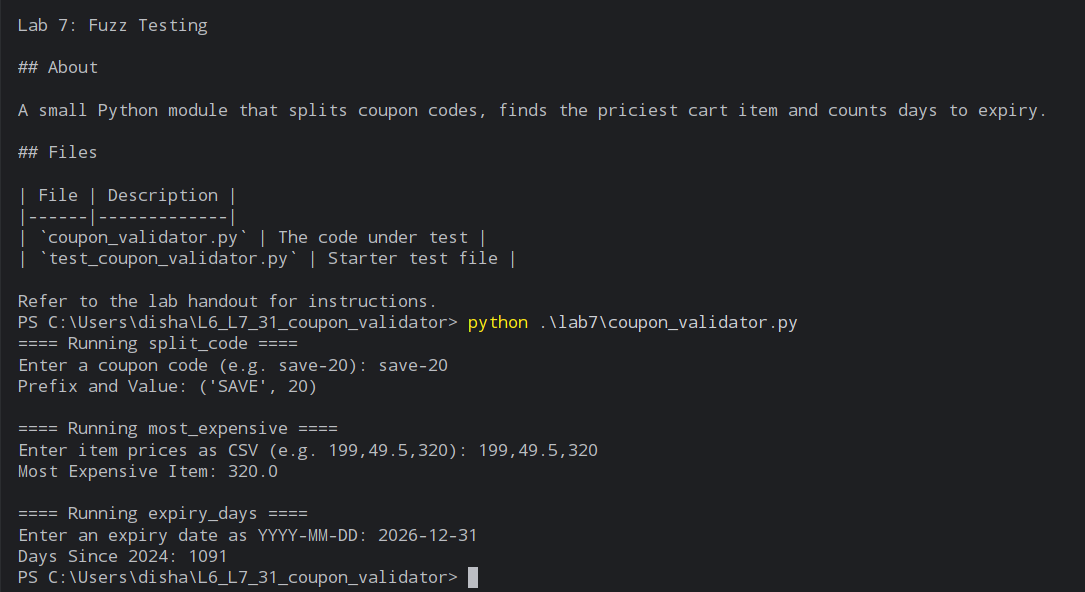 Lab 7: Fuzz Testing
## About
A small Python module that splits coupon codes, finds the priciest cart item and counts days to expiry.
## Files
| File | Description |
|------|-------------|
| `coupon_validator.py` | The code under test |
| `test_coupon_validator.py` | Starter test file |
Refer to the lab handout for instructions.
PS C:\Users\disha\L6_L7_31_coupon_validator> python .\lab7\coupon_validator.py
==== Running split_code ====
Enter a coupon code (e.g. save-20): save-20
Prefix and Value: ('SAVE', 20)
==== Running most_expensive ====
Enter item prices as CSV (e.g. 199,49.5,320): 199,49.5,320
Most Expensive Item: 320.0
==== Running expiry_days ====
Enter an expiry date as YYYY-MM-DD: 2026-12-31
Days Since 2024: 1091
PS C:\Users\disha\L6_L7_31_coupon_validator>